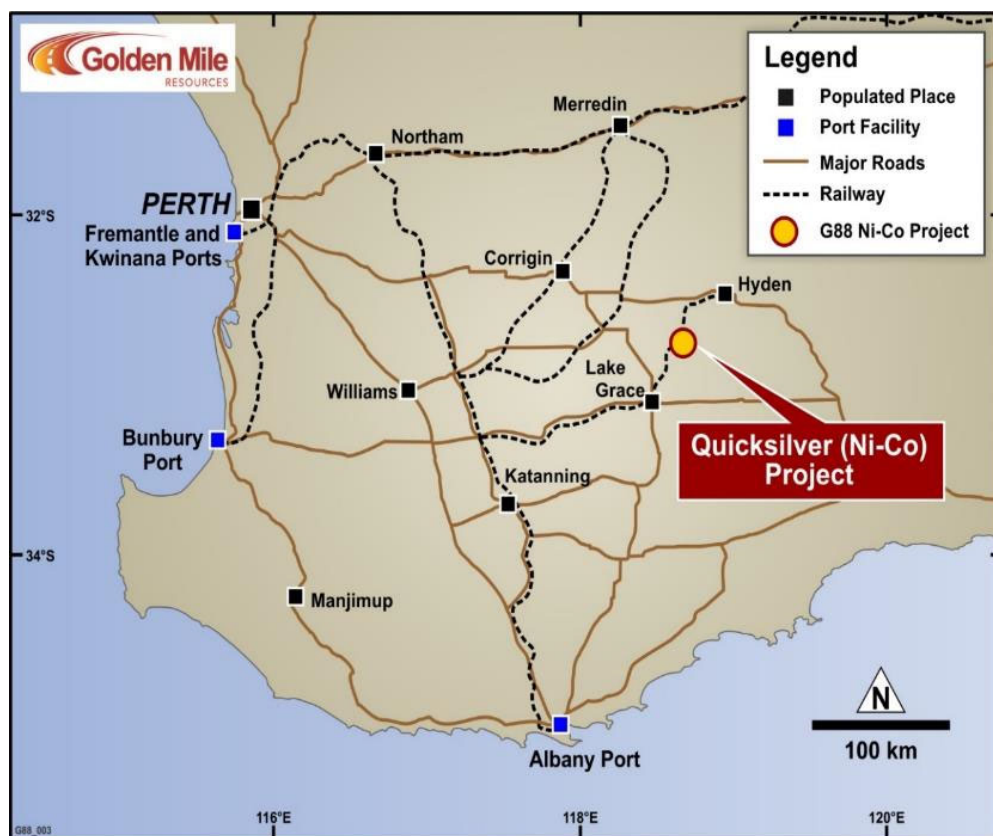 Golden Mile
RESOURCES
Legend
Populated Place
Port Facility
Major Roads
Railway
G88 Ni-Co Project
Merredin
Northam
PERTH
Fremantle and
Kwinana Ports
32°S
Corrigin
Hyden
Lake
Grace
Williams
Bunbury
Port
Quicksilver (Ni-Co)
Project
Katanning
34°S
Manjimup
N
100 km
Albany Port
116°E
118°E
120°E
G88_003